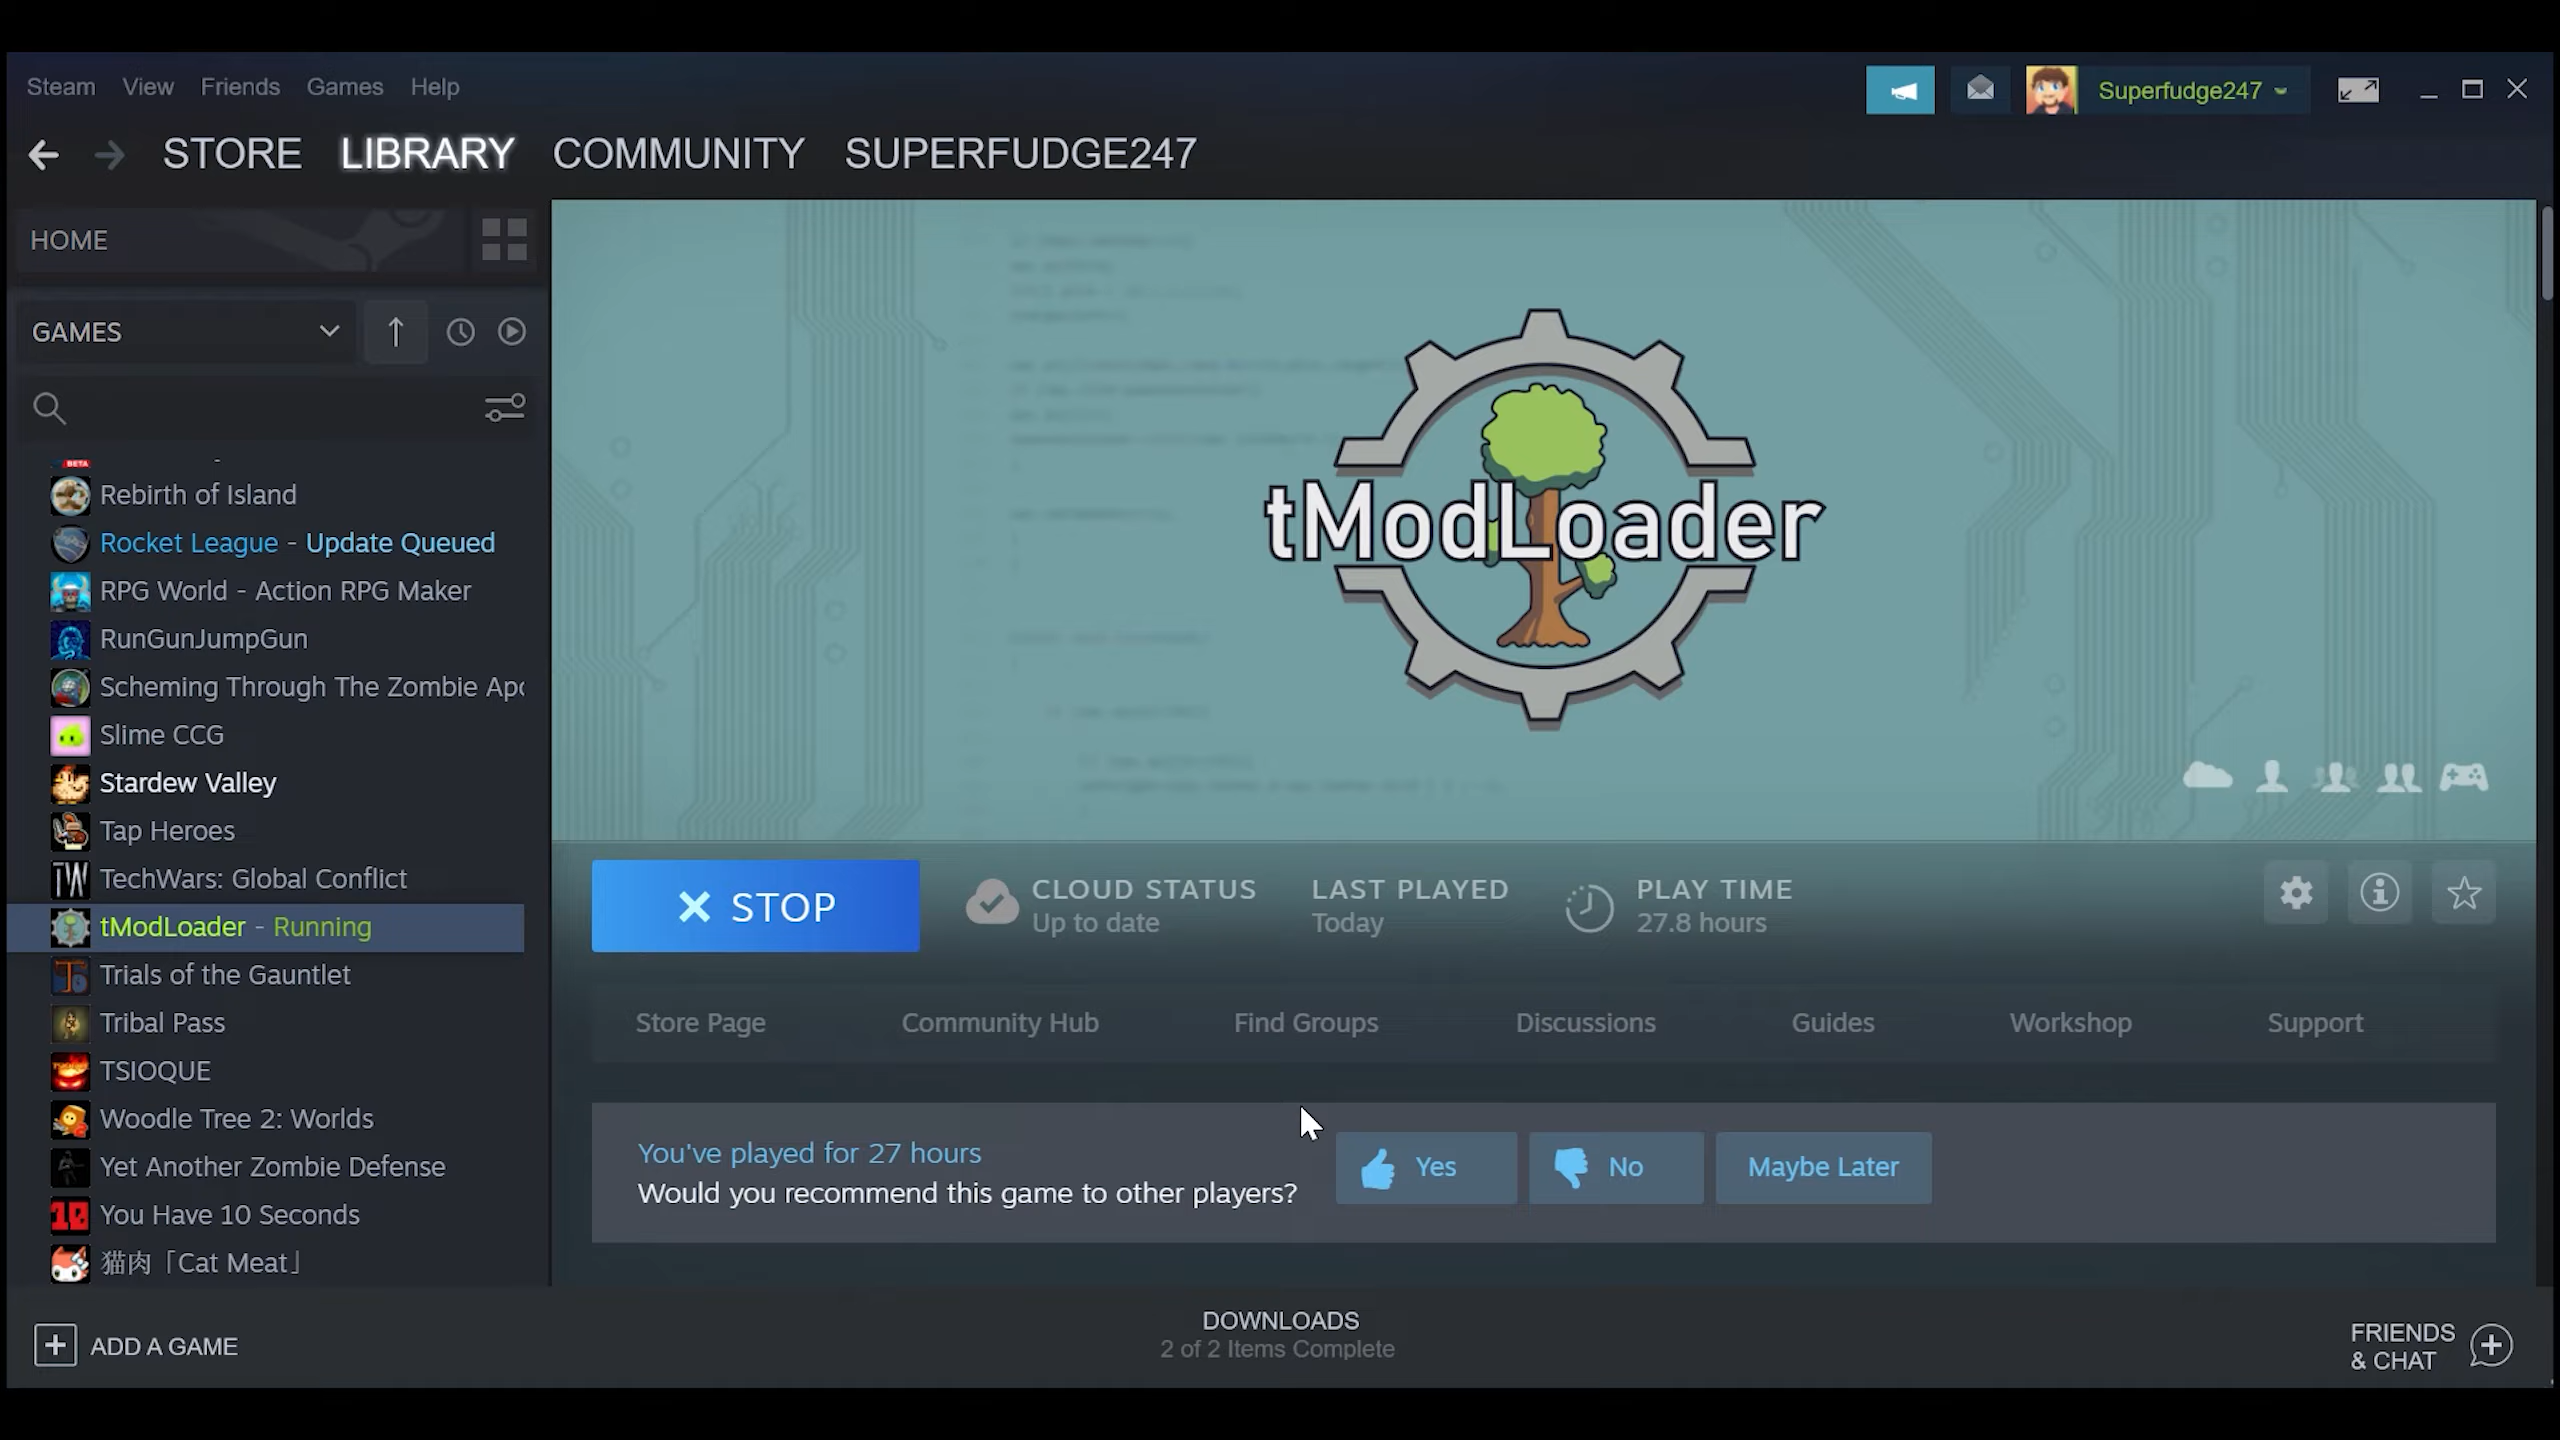 Steam View Friends Games Help
Superfudge247
STORE LIBRARY COMMUNITY SUPERFUDGE247
HOME
GAMES
BETA
Rebirth of Island
Rocket League - Update Queued
RPG World - Action RPG Maker
RunGunJumpGun
Scheming Through The Zombie Apo
Slime CCG
Stardew Valley
Tap Heroes
TW TechWars: Global Conflict
tModLoader - Running
Trials of the Gauntlet
Tribal Pass
TSIOQUE
Woodle Tree 2: Worlds
Yet Another Zombie Defense
10 You Have 10 Seconds
猫肉「Cat Meat」
tModLoader
STOP
CLOUD STATUS
Up to date
LAST PLAYED
Today
PLAY TIME
27.8 hours
Store Page Community Hub Find Groups Discussions Guides Workshop Support
You've played for 27 hours
Would you recommend this game to other players?
Yes
No
Maybe Later
ADD A GAME
DOWNLOADS
2 of 2 Items Complete
FRIENDS
& CHAT